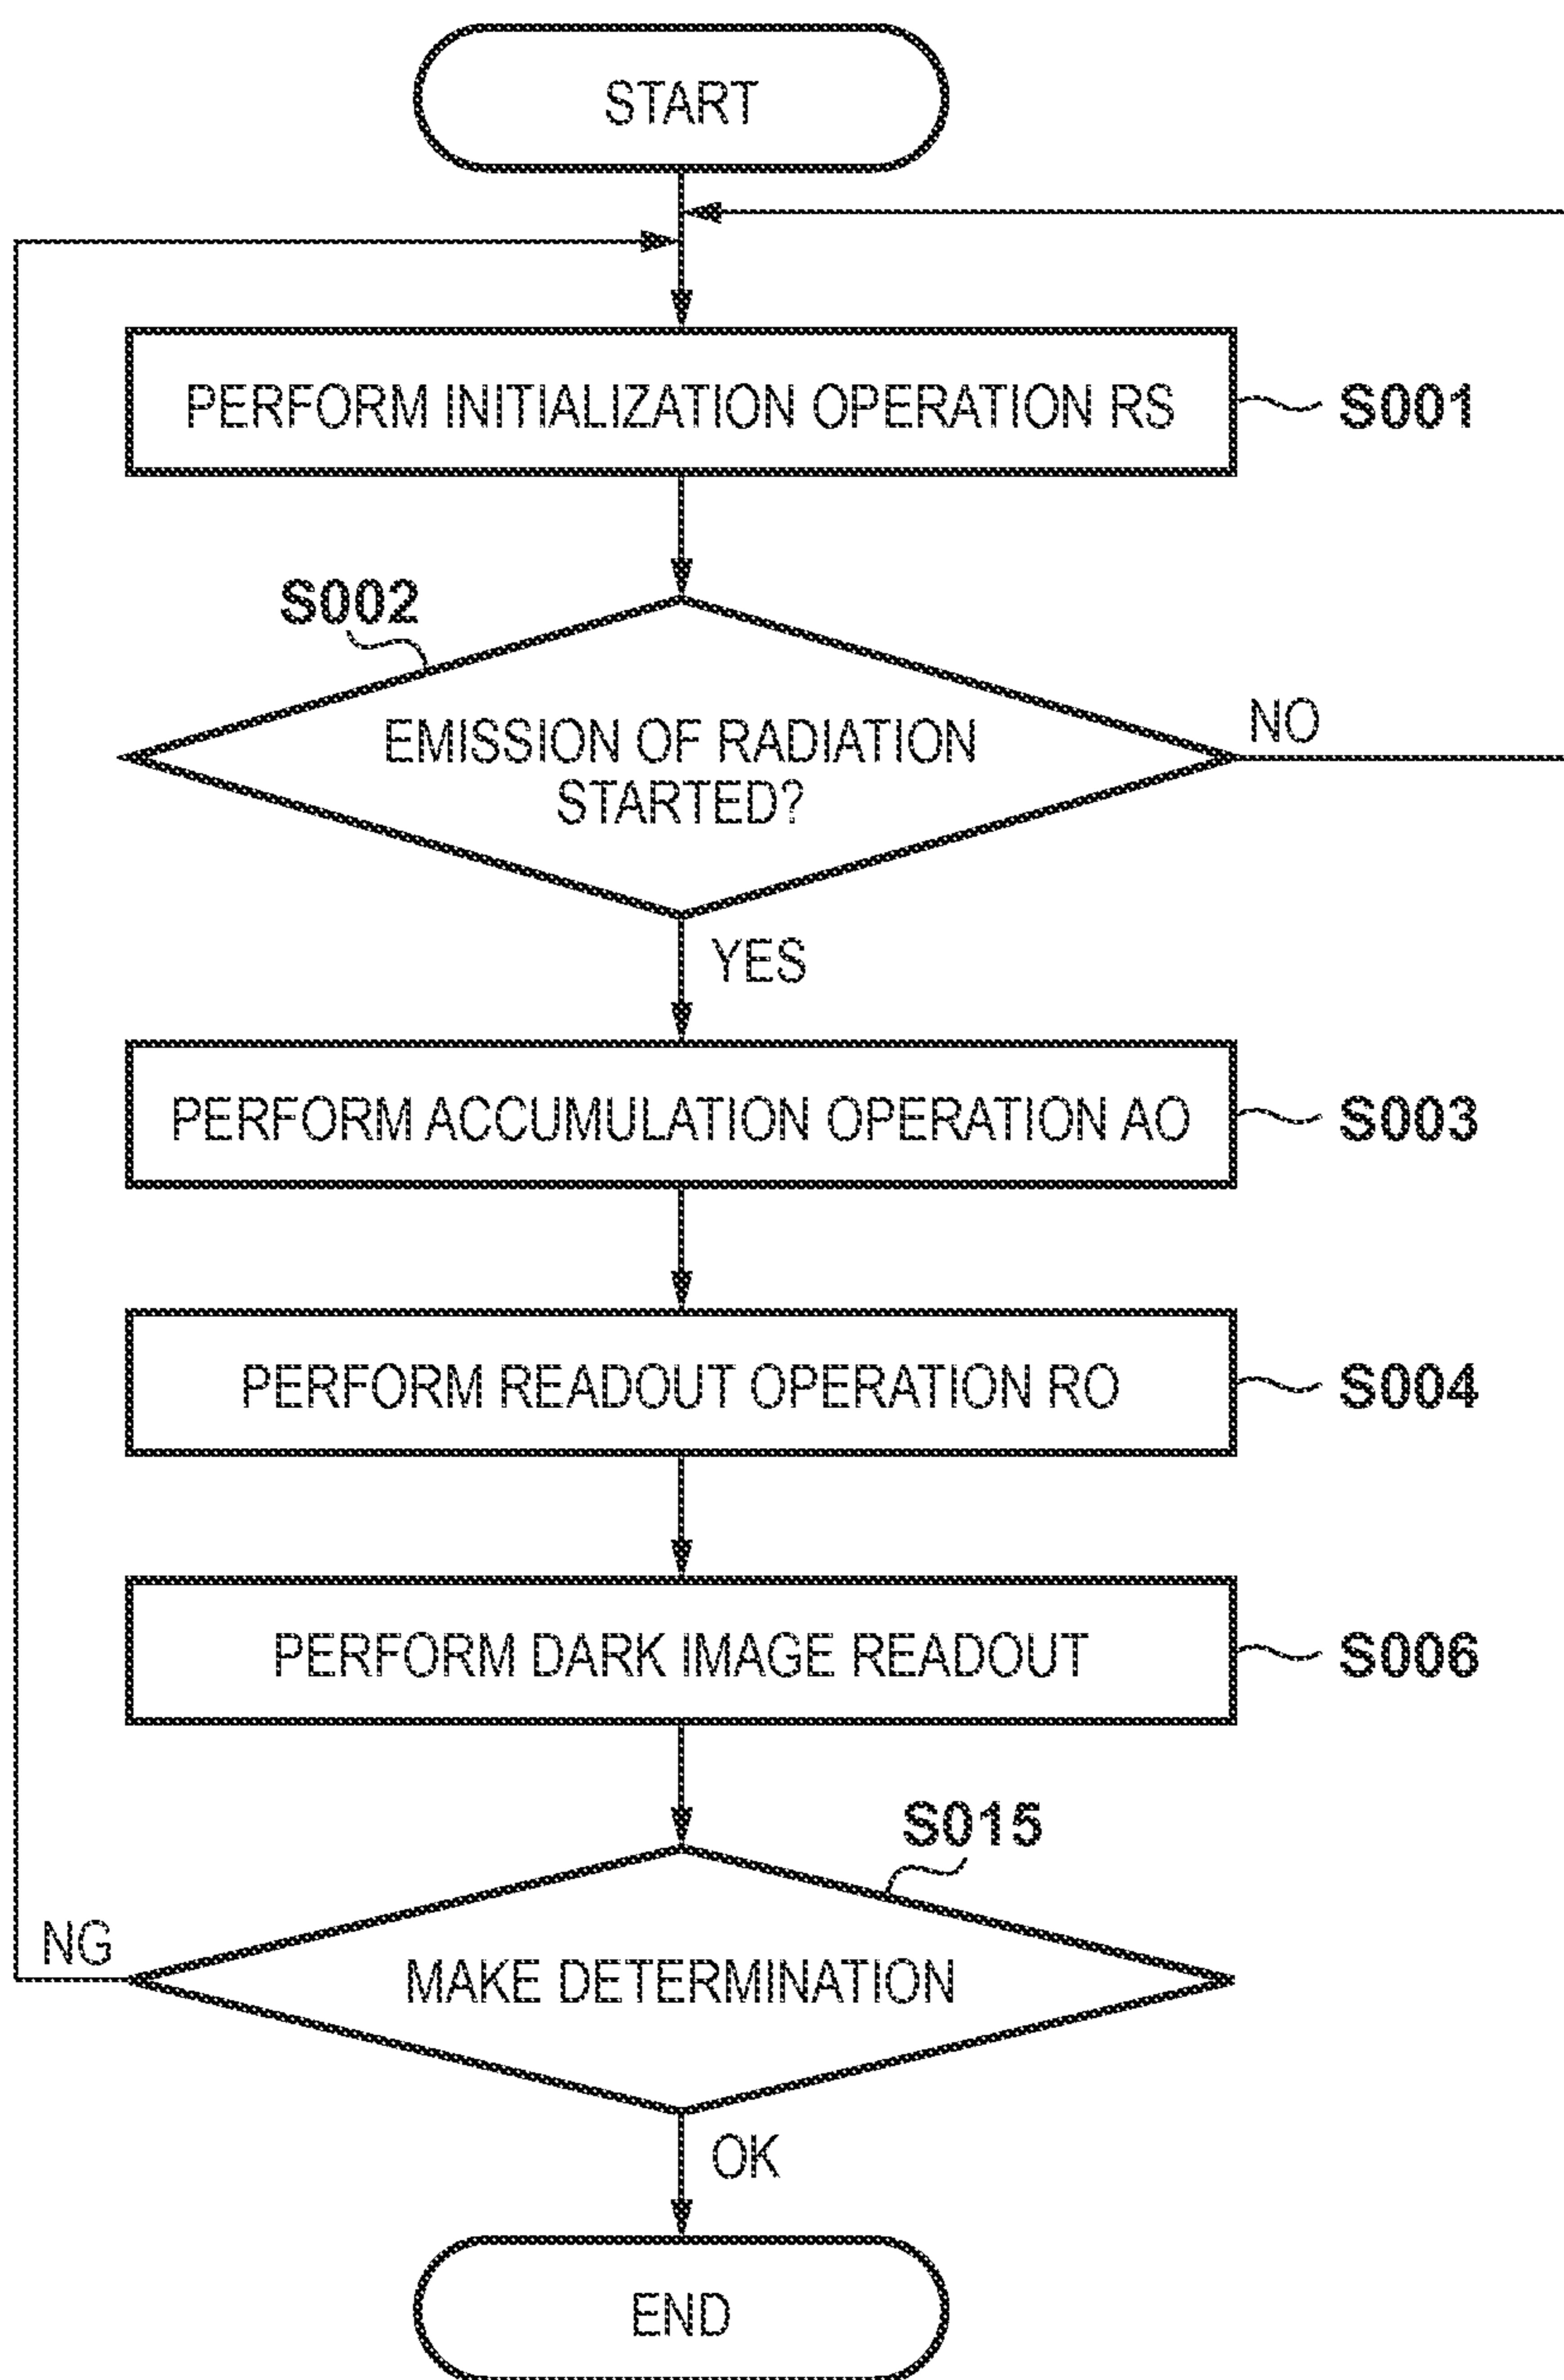 START
PERFORM INITIALIZATION OPERATION RS
S001
S002
EMISSION OF RADIATION
STARTED?
NO
YES
PERFORM ACCUMULATION OPERATION AO
S003
PERFORM READOUT OPERATION RO
S004
PERFORM DARK IMAGE READOUT
S006
S015
NG
MAKE DETERMINATION
OK
END